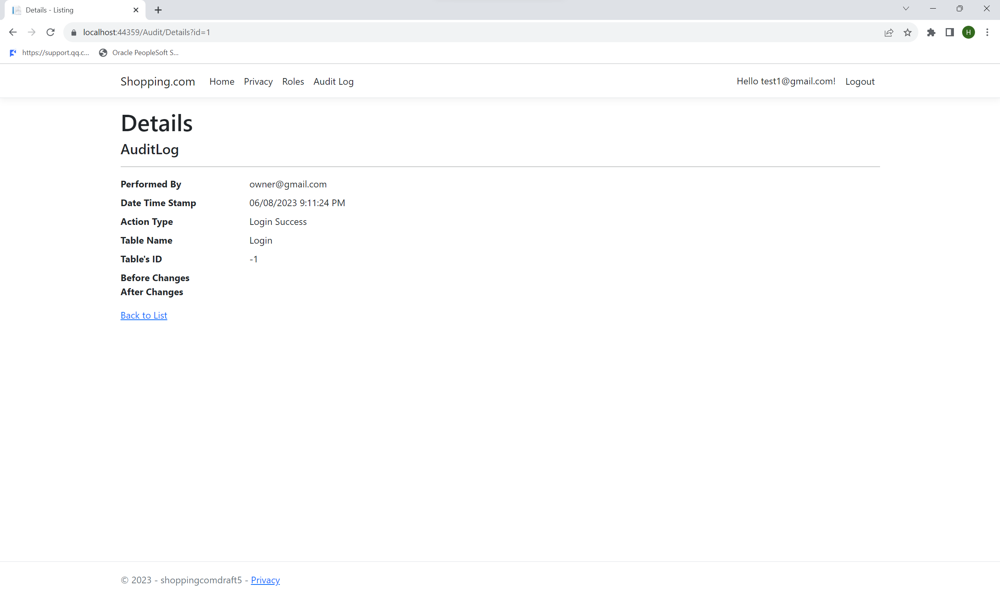 Details - Listing
localhost:44359/Audit/Details?id=1
H
https://support.qq.c... Oracle PeopleSoft S...
Shopping.com Home Privacy Roles Audit Log Hello test1@gmail.com! Logout
Details
AuditLog
Performed By owner@gmail.com
Date Time Stamp 06/08/2023 9:11:24 PM
Action Type Login Success
Table Name Login
Table's ID -1
Before Changes
After Changes
Back to List
© 2023 - shoppingcomdraft5 - Privacy